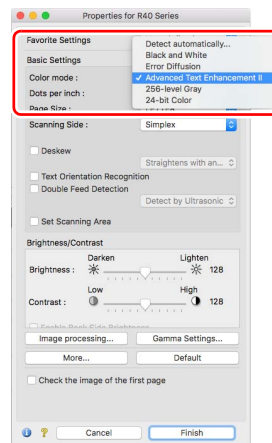 Properties for R40 Series
Favorite Settings
Detect automatically...
Basic Settings
Black and White
Error Diffusion
Color mode :
✓ Advanced Text Enhancement II
256-level Gray
Dots per inch :
24-bit Color
Page Size :
Scanning Side :
Simplex
Deskew
Straightens with an...
Text Orientation Recognition
Double Feed Detection
Detect by Ultrasonic
Set Scanning Area
Brightness/Contrast
Darken
Lighten
Brightness :
128
Low
High
Contrast :
128
Enable Back Side Brightness
Image processing...
Gamma Settings...
More...
Default
Check the image of the first page
?
Cancel
Finish